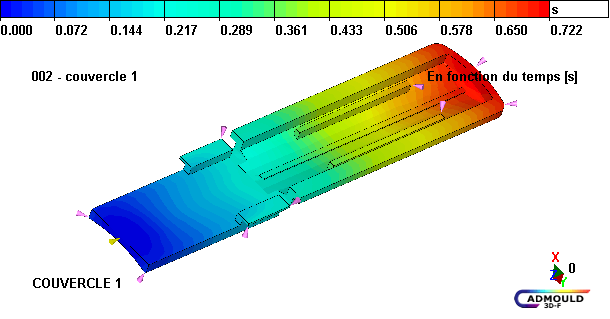 s
0.000 0.072 0.144 0.217 0.289 0.361 0.433 0.506 0.578 0.650 0.722
002 - couvercle 1 En fonction du temps [s]
COUVERCLE 1
X
Z 0
Y
CADMOULD
3D-F